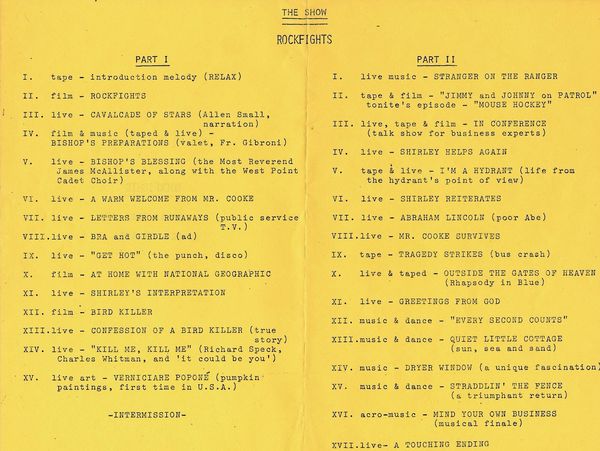 THE SHOW
ROCKFIGHTS
PART I
I. tape - introduction melody (RELAX)
II. film - ROCKFIGHTS
III. live - CAVALCADE OF STARS (Allen Small,
narration)
IV. film & music (taped & live) -
BISHOP'S PREPARATIONS (valet, Fr. Gibroni)
V. live - BISHOP'S BLESSING (the Most Reverend
James McAllister, along with the West Point
Cadet Choir)
VI. live - A WARM WELCOME FROM MR. COOKE
VII. live - LETTERS FROM RUNAWAYS (public service
T.V.)
VIII.live - BRA and GIRDLE (ad)
IX. live - "GET HOT" (the punch, disco)
X. film - AT HOME WITH NATIONAL GEOGRAPHIC
XI. live - SHIRLEY'S INTERPRETATION
XII. film - BIRD KILLER
XIII.live - CONFESSION OF A BIRD KILLER (true
story)
XIV. live - "KILL ME, KILL ME" (Richard Speck,
Charles Whitman, and 'it could be you')
XV. live art - VERNICIARE POPONÉ (pumpkin
paintings, first time in U.S.A.)
-INTERMISSION-
PART II
I. live music - STRANGER ON THE RANGER
II. tape & film - "JIMMY and JOHNNY on PATROL"
tonite's episode - "MOUSE HOCKEY"
III. live, tape & film - IN CONFERENCE
(talk show for business experts)
IV. live - SHIRLEY HELPS AGAIN
V. tape & live - I'M A HYDRANT (life from
the hydrant's point of view)
VI. live - SHIRLEY REITERATES
VII. live - ABRAHAM LINCOLN (poor Abe)
VIII.live - MR. COOKE SURVIVES
IX. tape - TRAGEDY STRIKES (bus crash)
X. live & taped - OUTSIDE THE GATES OF HEAVEN
(Rhapsody in Blue)
XI. live - GREETINGS FROM GOD
XII. music & dance - "EVERY SECOND COUNTS"
XIII.music & dance - QUIET LITTLE COTTAGE
(sun, sea and sand)
XIV. music - DRYER WINDOW (a unique fascination)
XV. music & dance - STRADDLIN' THE FENCE
(a triumphant return)
XVI. acro-music - MIND YOUR OWN BUSINESS
(musical finale)
XVII.live- A TOUCHING ENDING